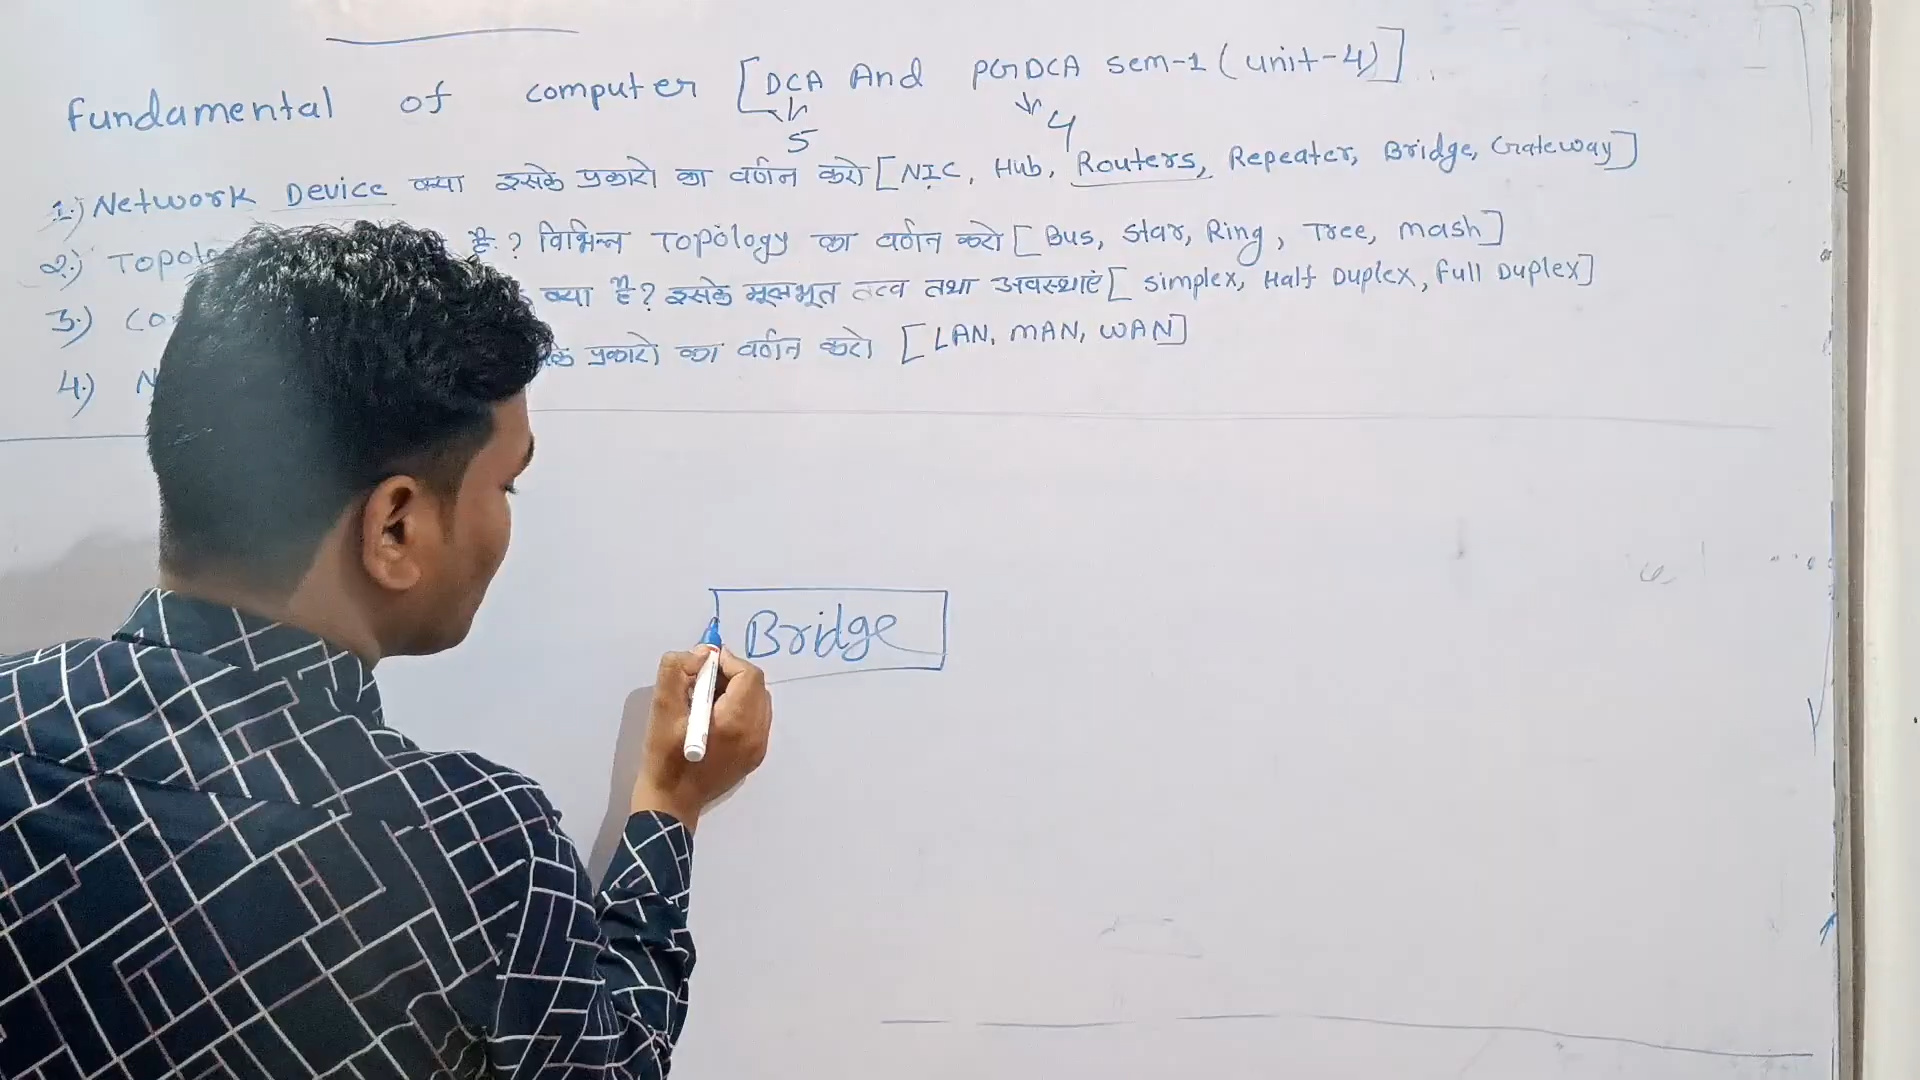 Fundamental of computer [DCA And PGDCA sem-1 (unit-4)]
5 4
1.) Network Device क्या इसके प्रकारो का वर्णन करो [NIC, Hub, Routers, Repeater, Bridge, Gateway]
2.) है ? विभिन्न Topology का वर्णन करो [Bus, Star, Ring, Tree, mash]
3.) क्या है? इसके मूलभूत तत्व तथा अवस्थाएं [Simplex, Half Duplex, Full Duplex]
4.) प्रकारो का वर्णन करो [LAN, MAN, WAN]
Bridge